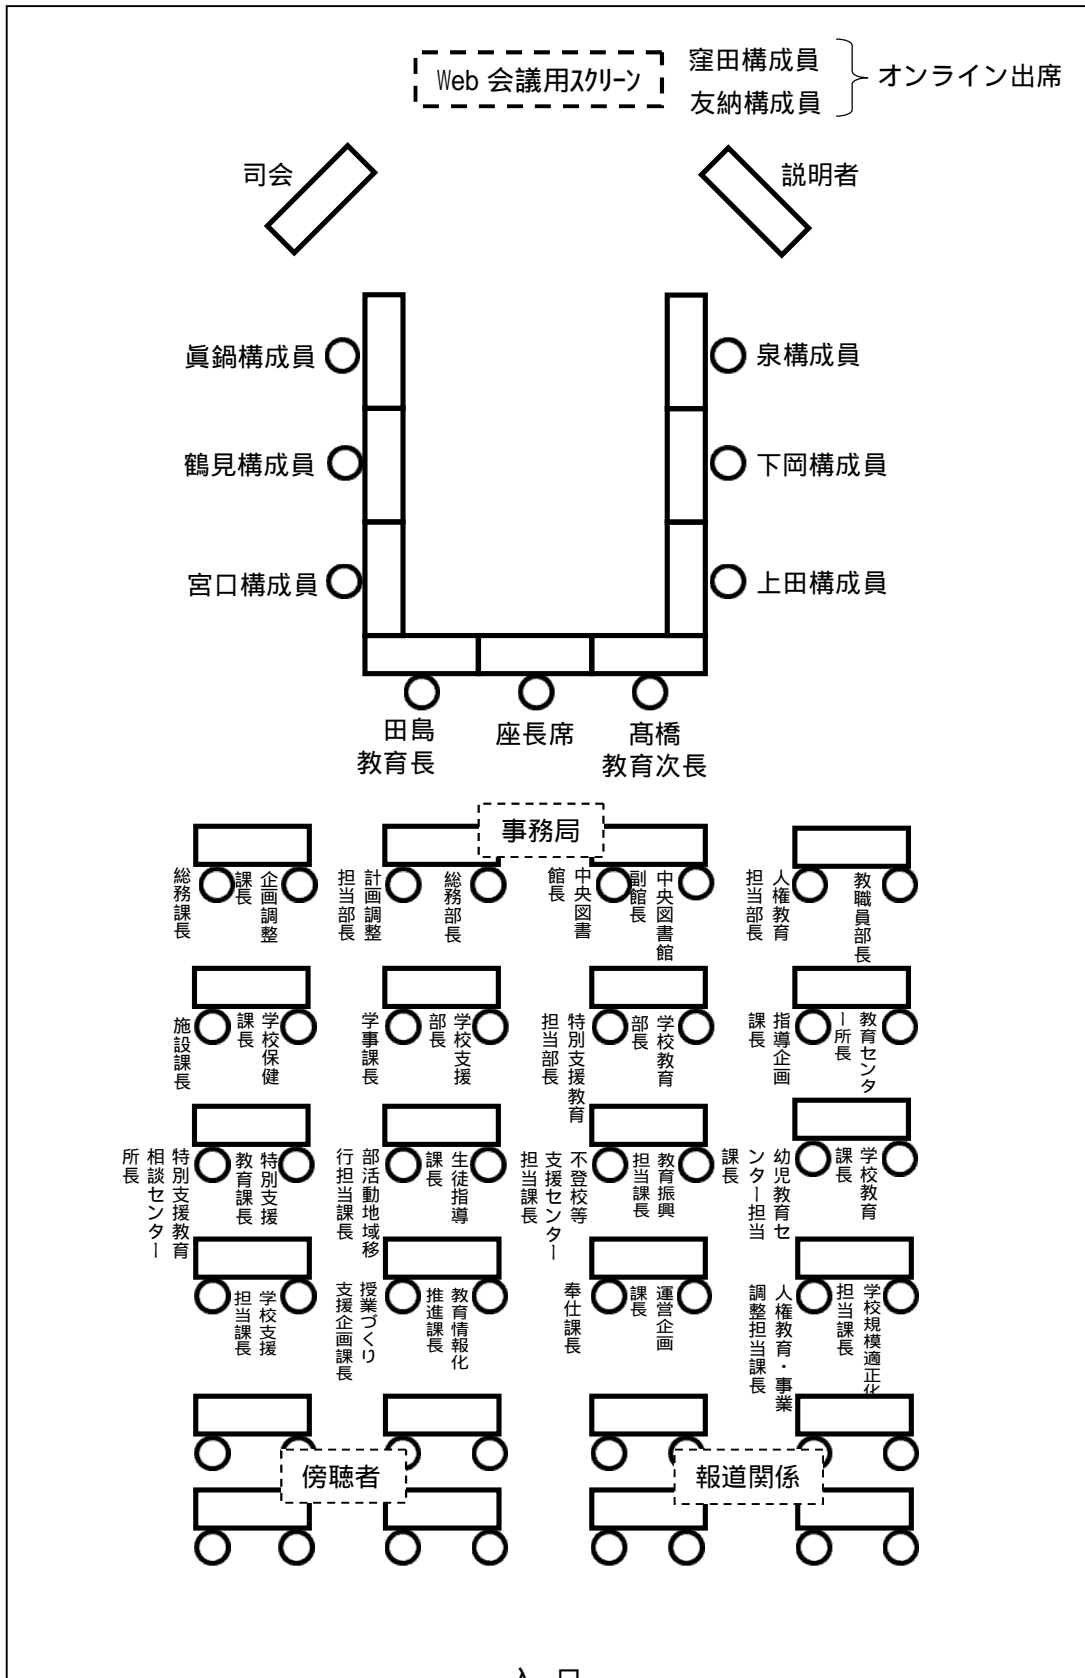 Web 会議用スクリーン
窪田構成員
友納構成員
オンライン出席
司会
説明者
眞鍋構成員
泉構成員
鶴見構成員
下岡構成員
宮口構成員
上田構成員
田島
教育長
座長席
髙橋
教育次長
事務局
総務課長
企画調整
課長
計画調整
担当部長
総務部長
中央図書
館長
中央図書館
副館長
人権教育
担当部長
教職員部長
施設課長
学校保健
課長
学事課長
学校支援
部長
特別支援教育
担当部長
学校教育
部長
指導企画
課長
教育センタ
ー所長
特別支援教育
相談センター
所長
特別支援
教育課長
部活動地域移
行担当課長
生徒指導
課長
不登校等
支援センター
担当課長
教育振興
担当課長
幼児教育セ
ンター担当
課長
学校教育
課長
学校支援
担当課長
授業づくり
支援企画課長
教育情報化
推進課長
奉仕課長
運営企画
課長
人権教育・事業
調整担当課長
学校規模適正化
担当課長
傍聴者
報道関係